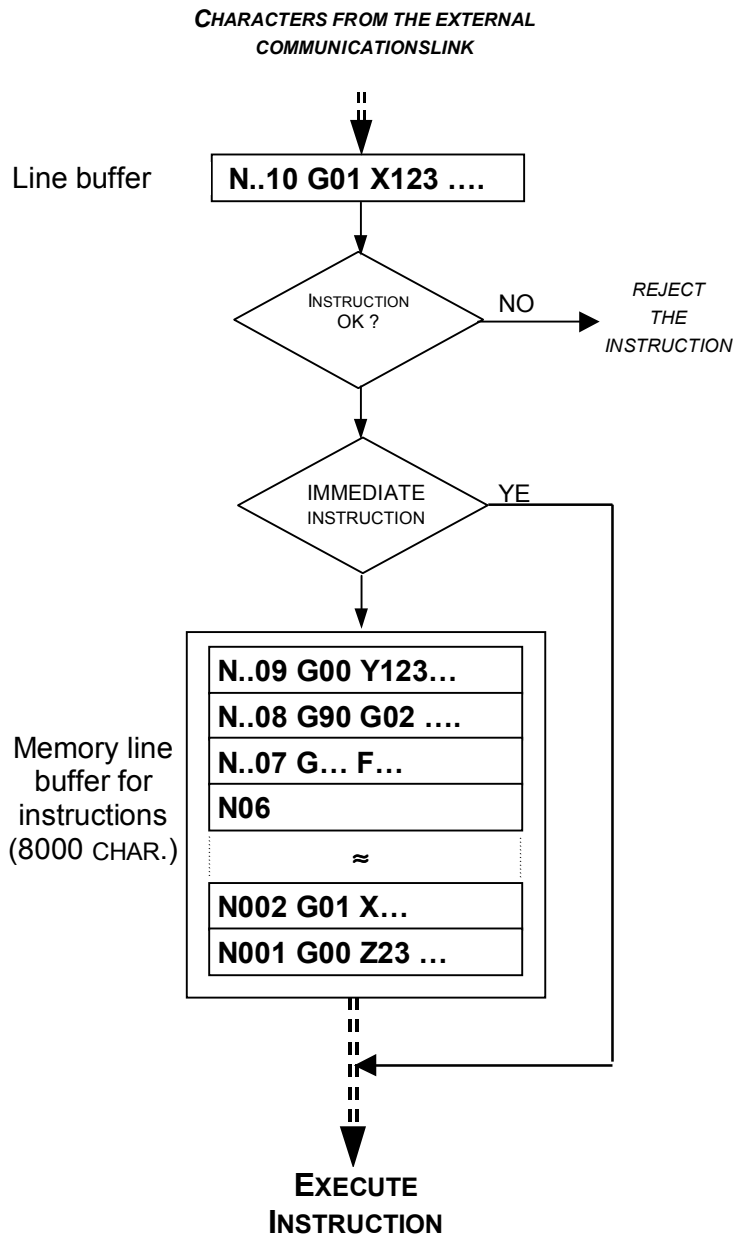 CHARACTERS FROM THE EXTERNAL
COMMUNICATIONSLINK
Line buffer
N..10 G01 X123 ....
INSTRUCTION
OK ?
NO
REJECT
THE
INSTRUCTION
IMMEDIATE
INSTRUCTION
YE
Memory line
buffer for
instructions
(8000 CHAR.)
N..09 G00 Y123…
N..08 G90 G02 ....
N..07 G… F…
N06
≈
N002 G01 X…
N001 G00 Z23 …
EXECUTE
INSTRUCTION